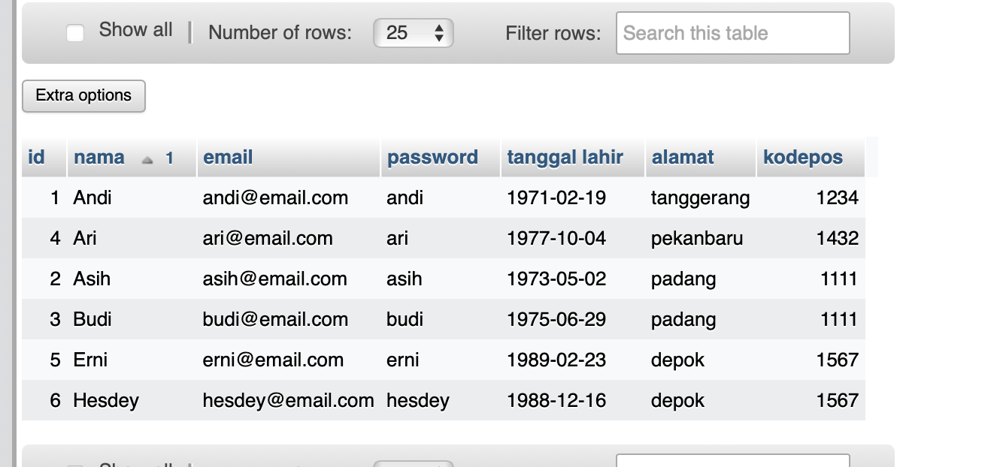 Show all | Number of rows: 25 Filter rows: Search this table
Extra options
id nama 1 email password tanggal lahir alamat kodepos
1 Andi andi@email.com andi 1971-02-19 tanggerang 1234
4 Ari ari@email.com ari 1977-10-04 pekanbaru 1432
2 Asih asih@email.com asih 1973-05-02 padang 1111
3 Budi budi@email.com budi 1975-06-29 padang 1111
5 Erni erni@email.com erni 1989-02-23 depok 1567
6 Hesdey hesdey@email.com hesdey 1988-12-16 depok 1567
Show all